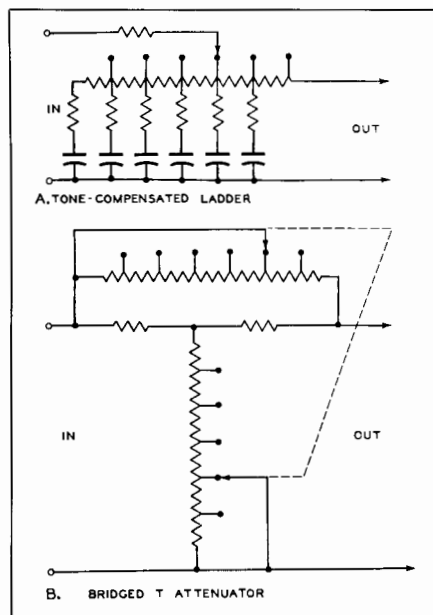 IN
OUT
A. TONE-COMPENSATED LADDER
IN
OUT
B. BRIDGED T ATTENUATOR